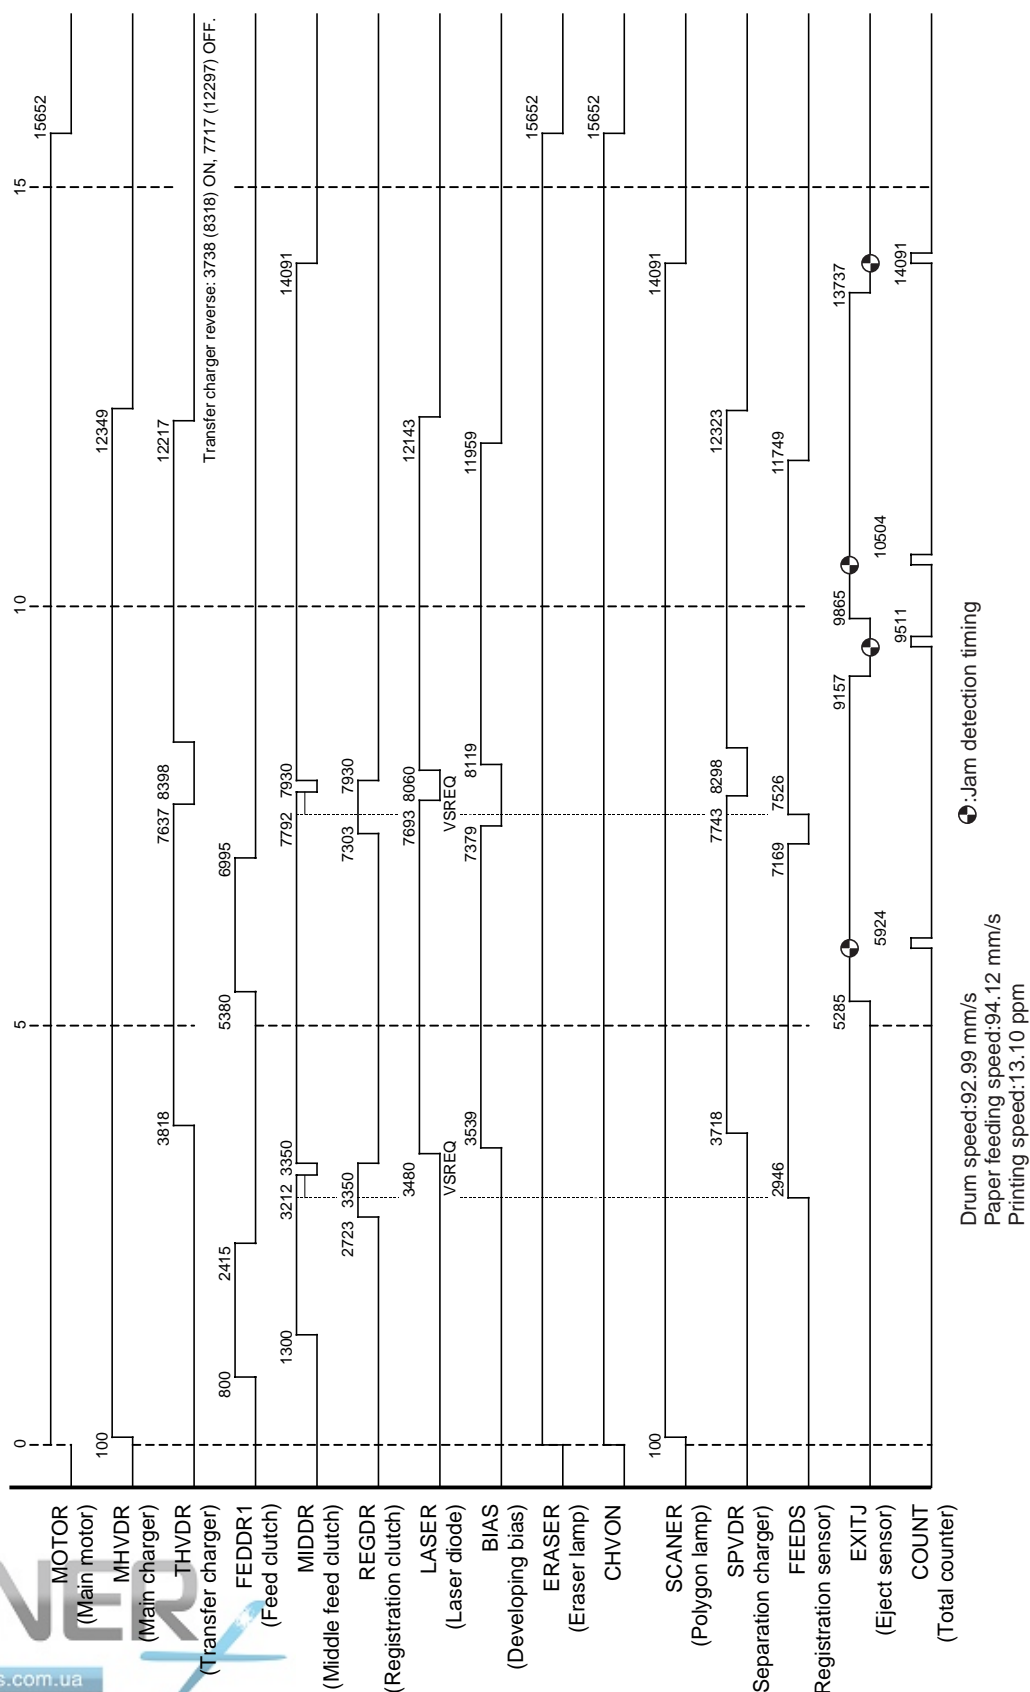 0
5
10
15
MOTOR
(Main motor)
15652
MHVDR
(Main charger)
100
12349
THVDR
(Transfer charger)
3818
7637
8398
12217
Transfer charger reverse: 3738 (8318) ON, 7717 (12297) OFF.
FEDDR1
(Feed clutch)
800
2415
5380
6995
MIDDR
(Middle feed clutch)
1300
3212
3350
7792
7930
14091
REGDR
(Registration clutch)
2723
3350
7303
7930
LASER
(Laser diode)
3480
7693
8060
12143
VSREQ
VSREQ
BIAS
(Developing bias)
3539
7379
8119
11959
ERASER
(Eraser lamp)
15652
CHVON
15652
SCANER
(Polygon lamp)
100
14091
SPVDR
Separation charger)
3718
7743
8298
12323
FEEDS
Registration sensor)
2946
7169
7526
11749
EXITJ
(Eject sensor)
5285
9157
9865
13737
COUNT
(Total counter)
5924
9511
10504
14091
Drum speed:92.99 mm/s
Paper feeding speed:94.12 mm/s
Printing speed:13.10 ppm
:Jam detection timing
NER
s.com.ua